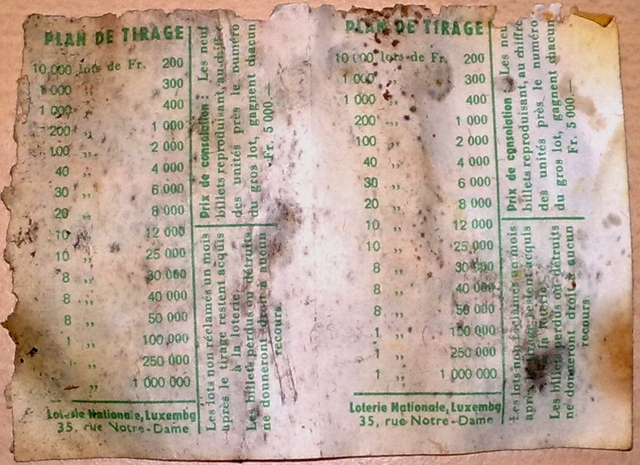 PLAN DE TIRAGE
10 000 lots de Fr. 200
1 000 „ 300
1 000 „ 400
200 „ 1 000
100 „ 2 000
40 „ 4 000
30 „ 6 000
20 „ 8 000
10 „ 12 000
10 „ 25 000
8 „ 30 000
8 „ 40 000
8 „ 50 000
1 „ 100,000
1 „ 250 000
„ 1 000 000
Loterie Nationale, Luxembg
35, rue Notre-Dame
Prix de consolation : Les neuf
billets reproduisant, au chiffre
des unités près le numéro
du gros lot, gagnent chacun
Fr. 5 000,—
Les lots non réclamés un mois
après le tirage restent acquis
à la loterie.
Les billets perdus ou détruits
ne donneront droit à aucun
recours.
PLAN DE TIRAGE
10 000 lots de Fr. 200
1 000 300
1 000 „ 400
200 „ 1 000
100 „ 2 000
40 „ 4 000
30 „ 6 000
20 „ 8 000
10 „ 12 000
10 „ 25 000
8 „ 30 000
8 „ 40 000
8 „ 50 000
1 „ 100 000
1 „ 250 000
1 „ 1 000 000
Loterie Nationale, Luxembg
35, rue Notre-Dame
Prix de consolation Les neu
billets reproduisant, au chiffre
des unités près le numéro
du gros lot, gagnent chacun
Fr. 5 000.—
Les lots non réclamés un mois
après le tirage restent acquis
à la loterie.
Les billets perdus ou détruits
ne donneront droit à aucun
recours